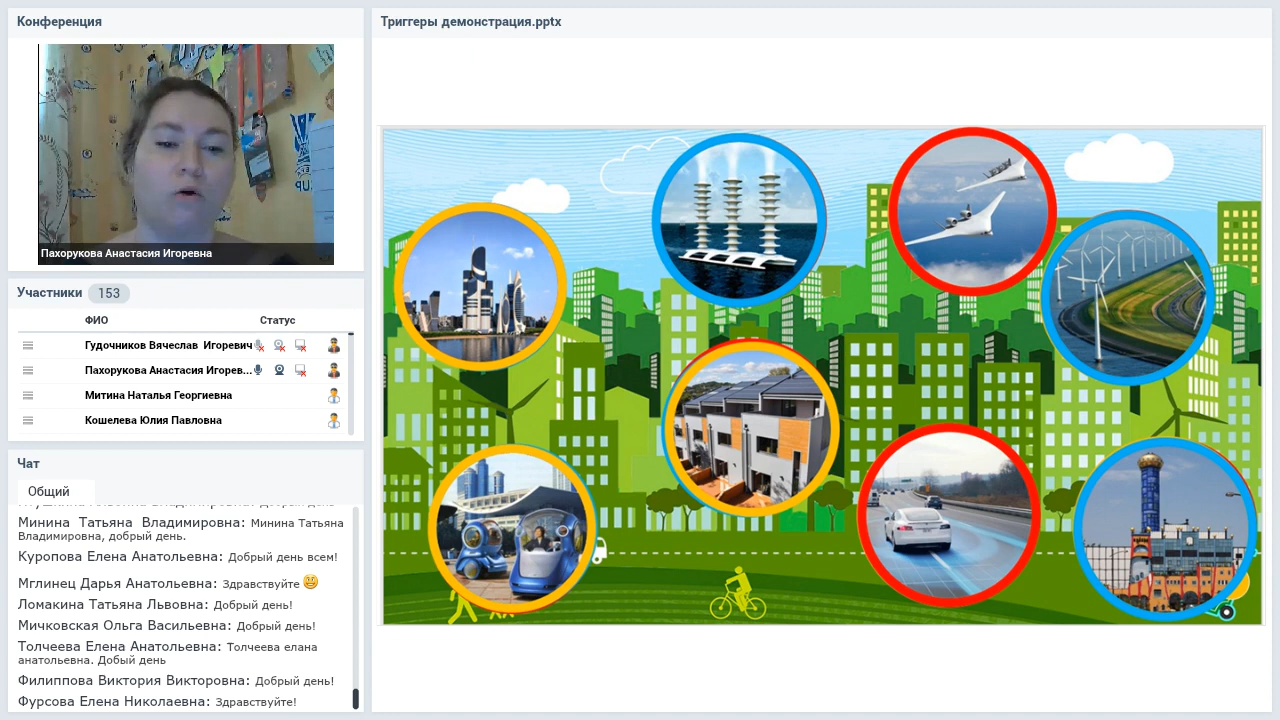 Конференция
Пахорукова Анастасия Игоревна
Участники 153
ФИО Статус
Гудочников Вячеслав Игоревич
Пахорукова Анастасия Игорев...
Митина Наталья Георгиевна
Кошелева Юлия Павловна
Чат
Общий
Минина Татьяна Владимировна: Минина Татьяна
Владимировна, добрый день.
Куропова Елена Анатольевна: Добрый день всем!
Мглинец Дарья Анатольевна: Здравствуйте
Ломакина Татьяна Львовна: Добрый день!
Мичковская Ольга Васильевна: Добрый день!
Толчеева Елена Анатольевна: Толчеева елана
анатольевна. Добый день
Филиппова Виктория Викторовна: Добрый день!
Фурсова Елена Николаевна: Здравствуйте!
Триггеры демонстрация.pptx